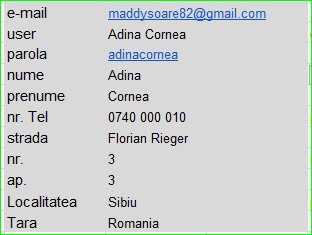 e-mail maddysoare82@gmail.com
user Adina Cornea
parola adinacornea
nume Adina
prenume Cornea
nr. Tel 0740 000 010
strada Florian Rieger
nr. 3
ap. 3
Localitatea Sibiu
Tara Romania